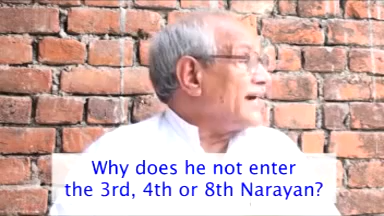 Why does he not enter
the 3rd, 4th or 8th Narayan?